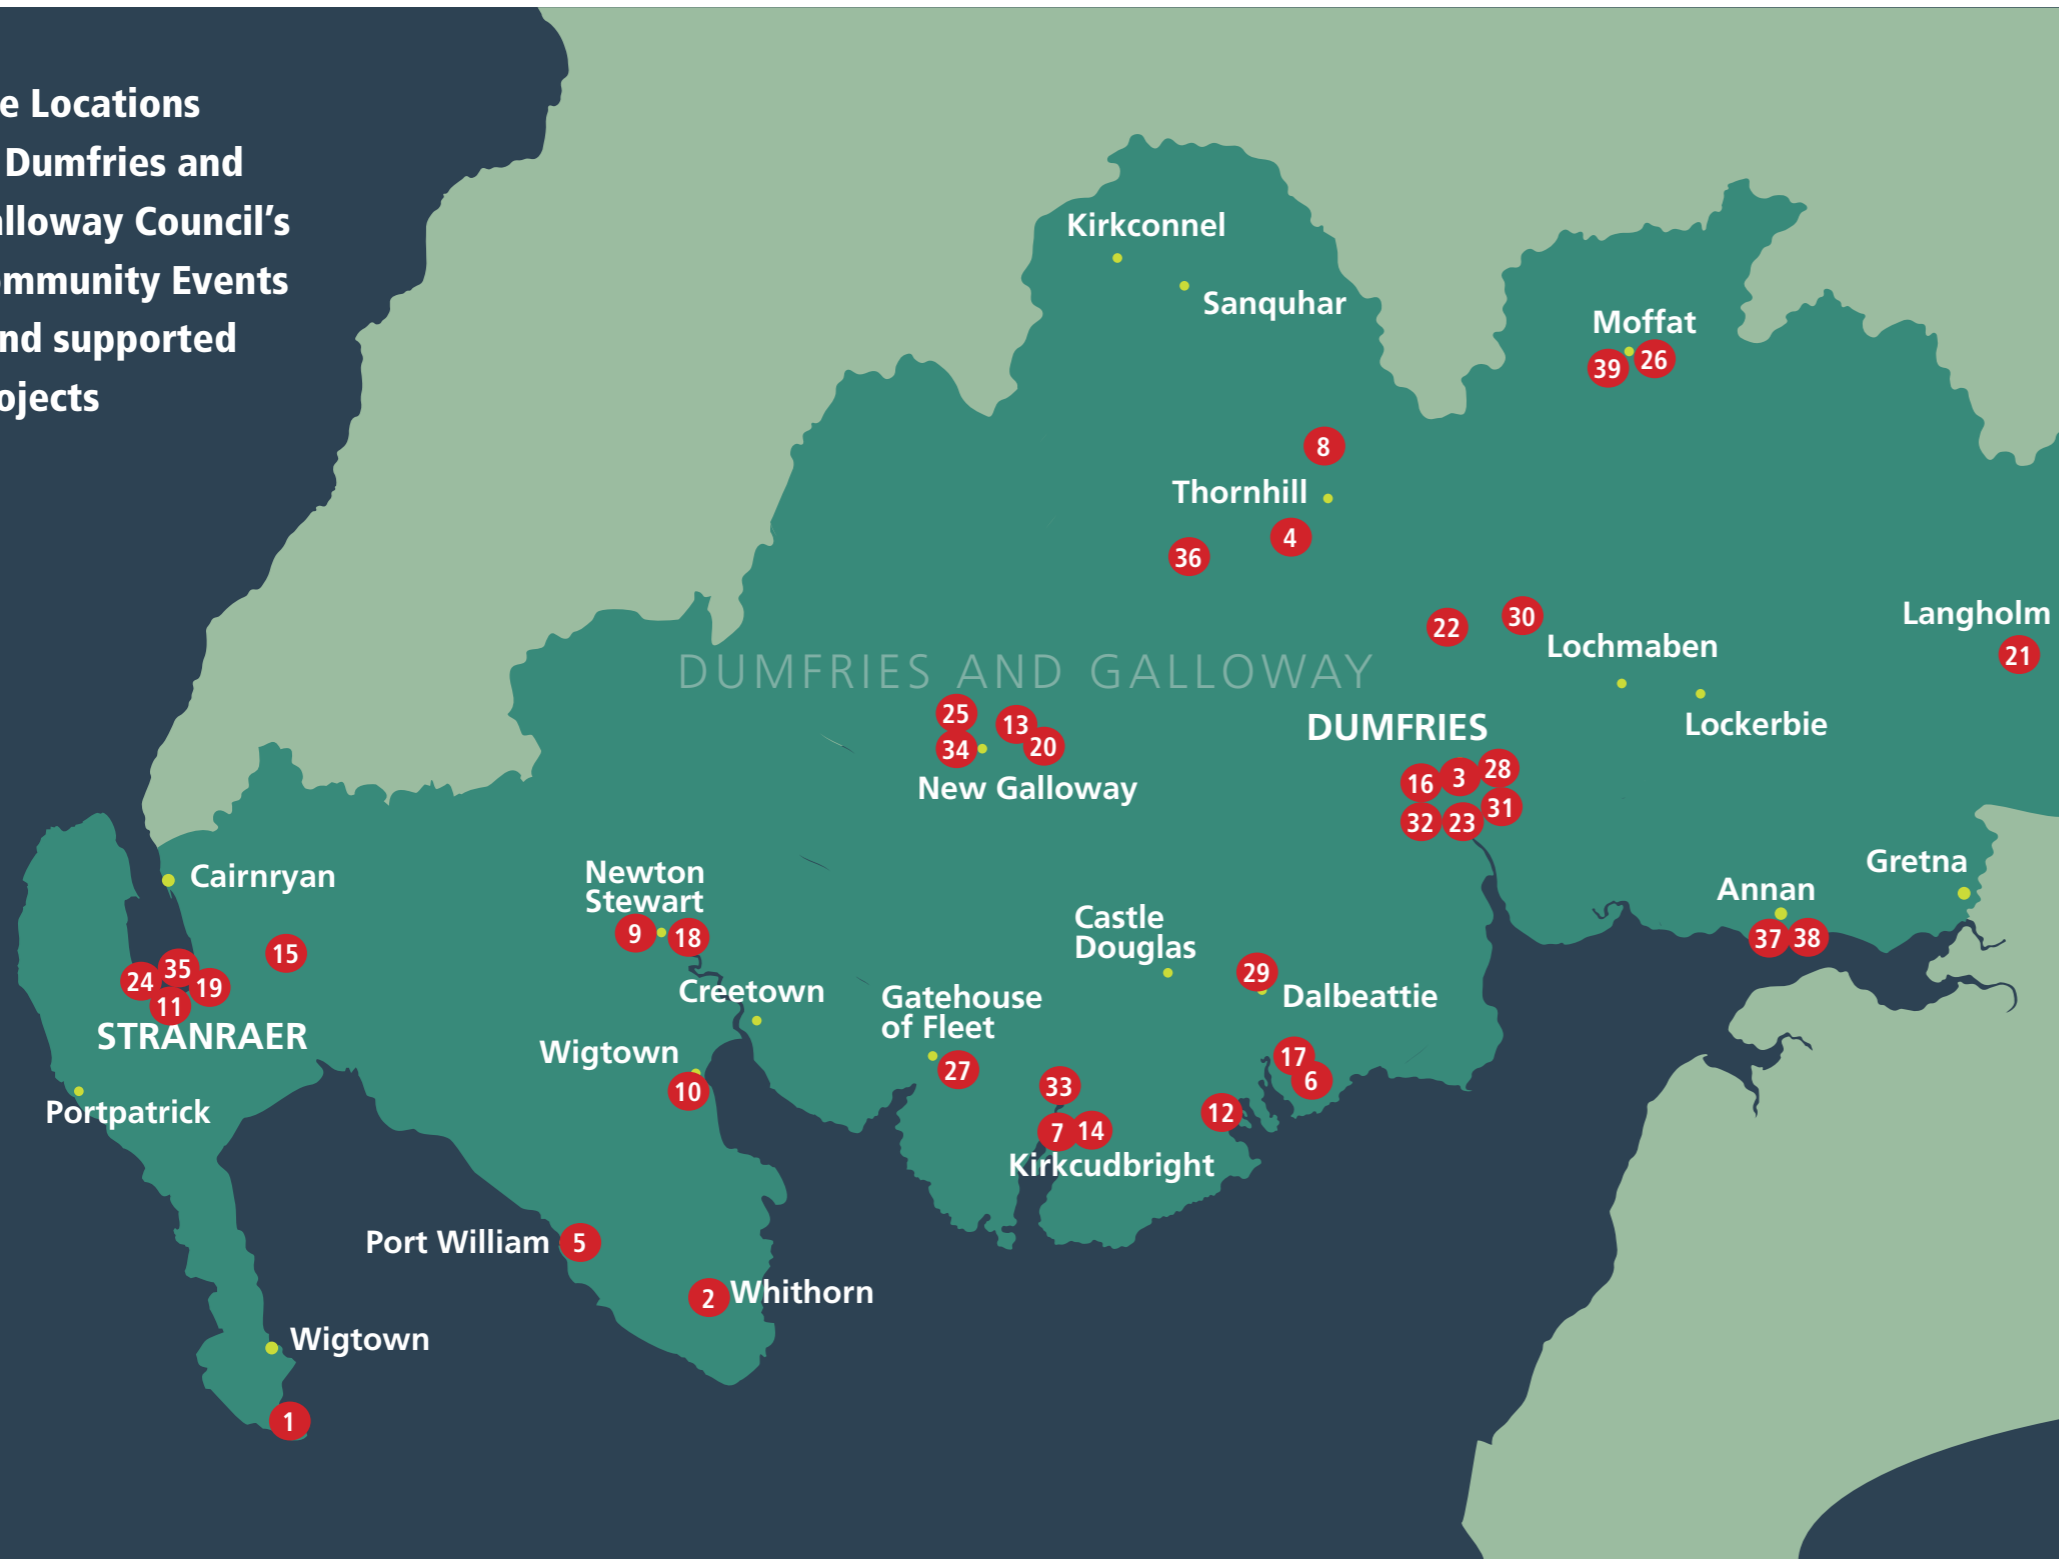 e Locations
Dumfries and
alloway Council's
ommunity Events
nd supported
ojects
Kirkconnel
Sanquhar
Moffat
39
26
8
Thornhill
4
36
22
30
Lochmaben
Lockerbie
Langholm
21
DUMFRIES AND GALLOWAY
25
13
34
20
New Galloway
DUMFRIES
16
3
28
32
23
31
Cairnryan
Newton
Stewart
9
18
Gretna
Annan
37
38
15
24
35
19
11
STRANRAER
Castle
Douglas
29
Dalbeattie
Creetown
Gatehouse
of Fleet
27
Wigtown
10
17
6
33
12
7
14
Kirkcudbright
Portpatrick
Port William
5
2
Whithorn
Wigtown
1